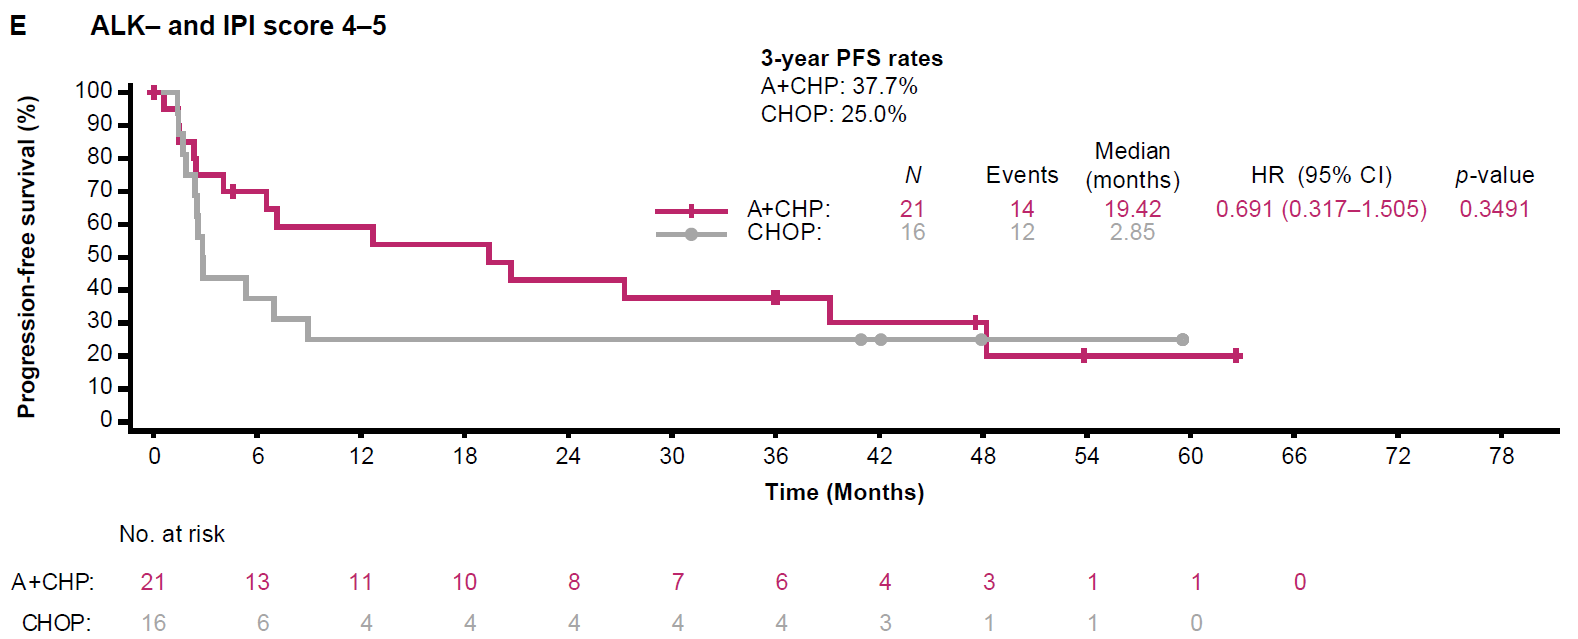 E ALK– and IPI score 4–5
3-year PFS rates
A+CHP: 37.7%
CHOP: 25.0%
N Events Median (months) HR (95% CI) p-value
A+CHP: 21 14 19.42 0.691 (0.317–1.505) 0.3491
CHOP: 16 12 2.85
Progression-free survival (%)
100
90
80
70
60
50
40
30
20
10
0
0 6 12 18 24 30 36 42 48 54 60 66 72 78
Time (Months)
No. at risk
A+CHP: 21 13 11 10 8 7 6 4 3 1 1 0
CHOP: 16 6 4 4 4 4 4 3 1 1 0